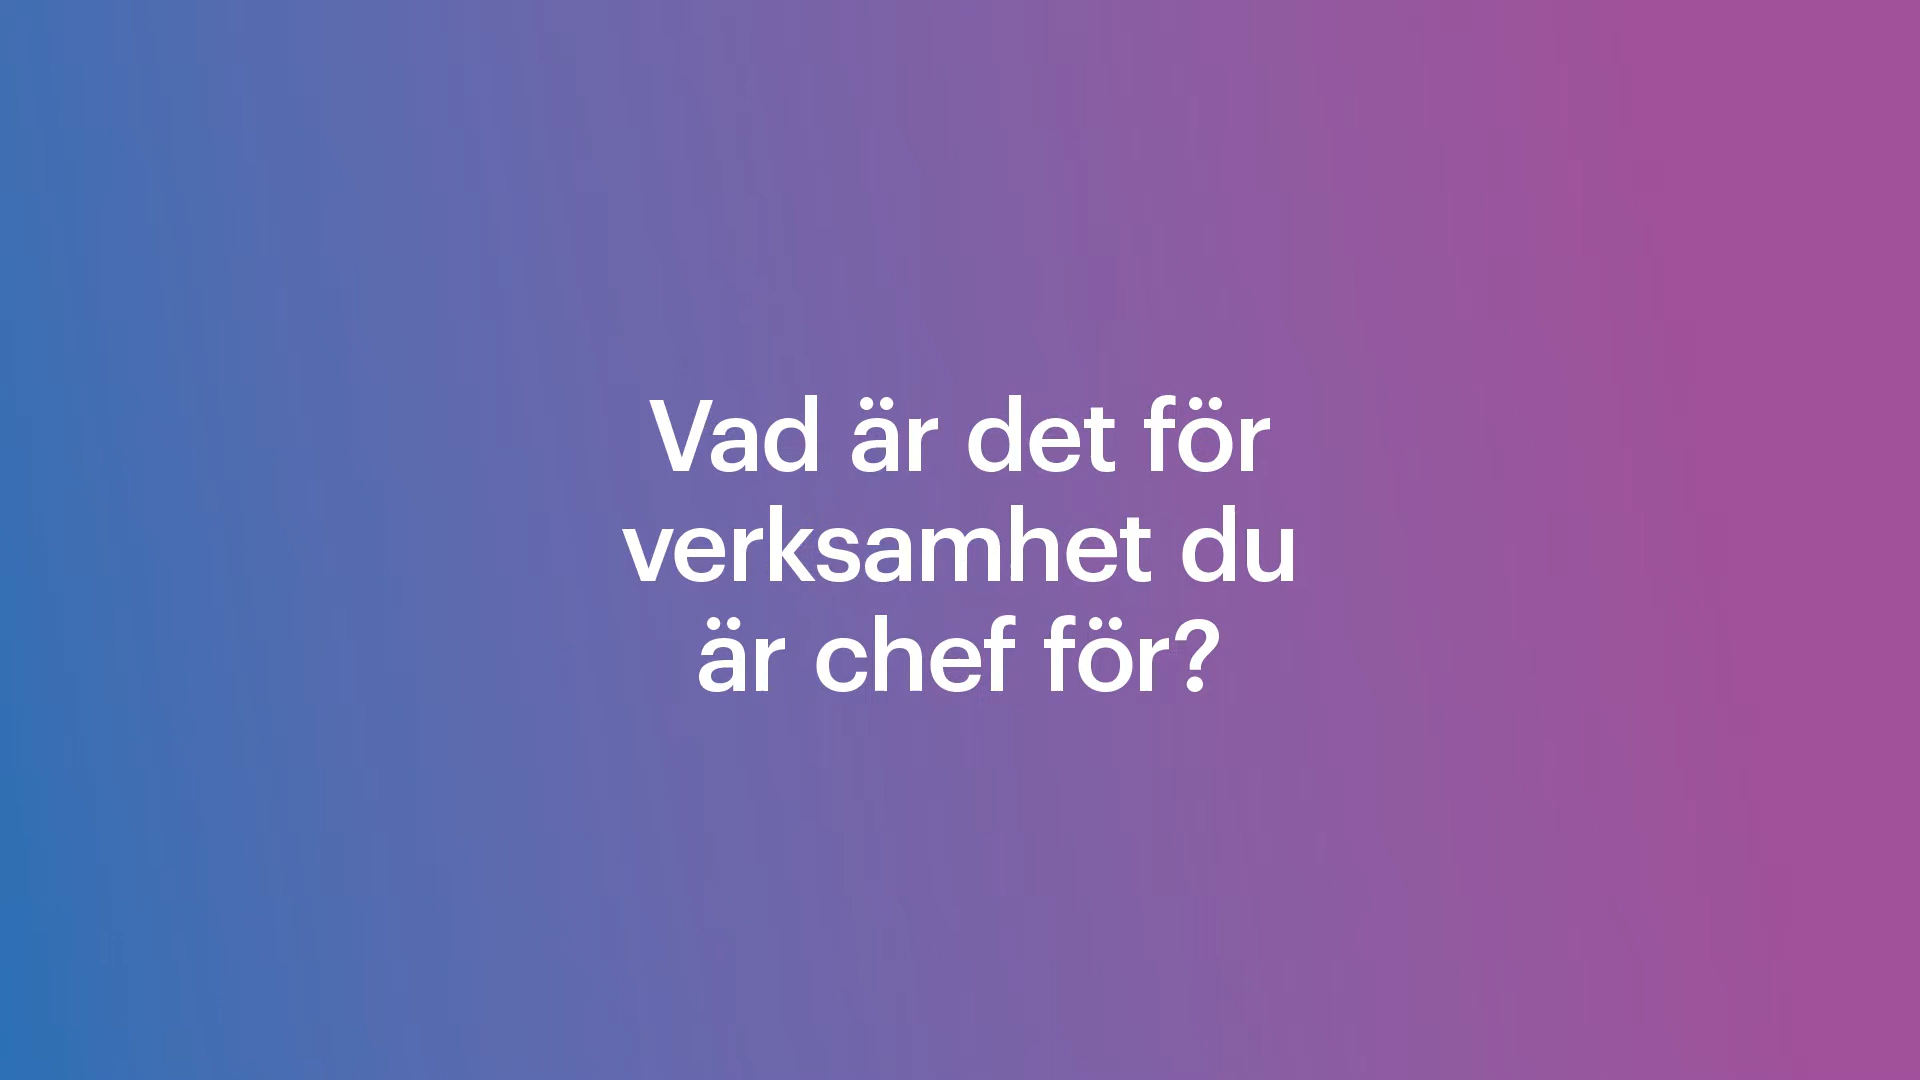 Vad är det för
verksamhet du
är chef för?